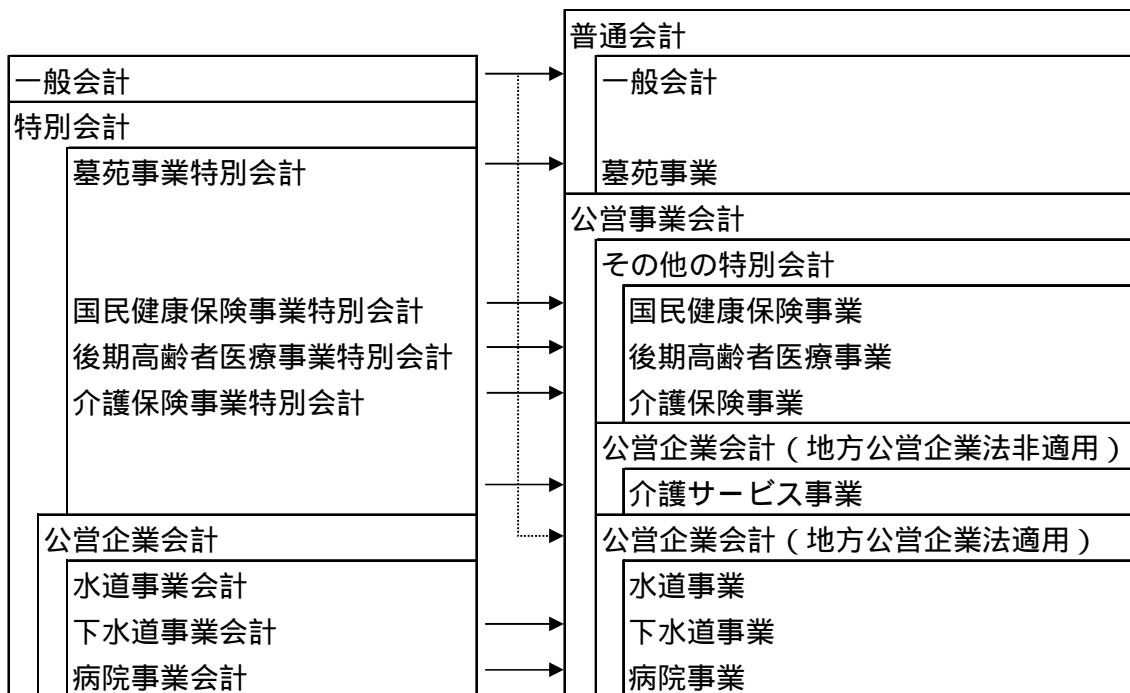 一般会計
特別会計
墓苑事業特別会計
国民健康保険事業特別会計
後期高齢者医療事業特別会計
介護保険事業特別会計
公営企業会計
水道事業会計
下水道事業会計
病院事業会計
普通会計
一般会計
墓苑事業
公営事業会計
その他の特別会計
国民健康保険事業
後期高齢者医療事業
介護保険事業
公営企業会計(地方公営企業法非適用)
介護サービス事業
公営企業会計(地方公営企業法適用)
水道事業
下水道事業
病院事業